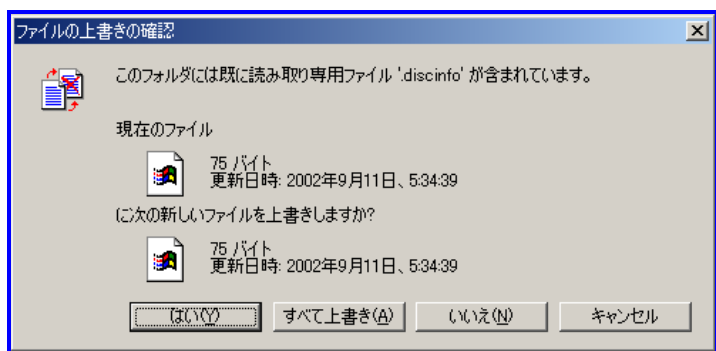 ファイルの上書きの確認
このフォルダには既に読み取り専用ファイル '.discinfo' が含まれています。
現在のファイル
75 バイト
更新日時: 2002年9月11日、5:34:39
に次の新しいファイルを上書きしますか?
75 バイト
更新日時: 2002年9月11日、5:34:39
はい(Y) すべて上書き(A) いいえ(N) キャンセル